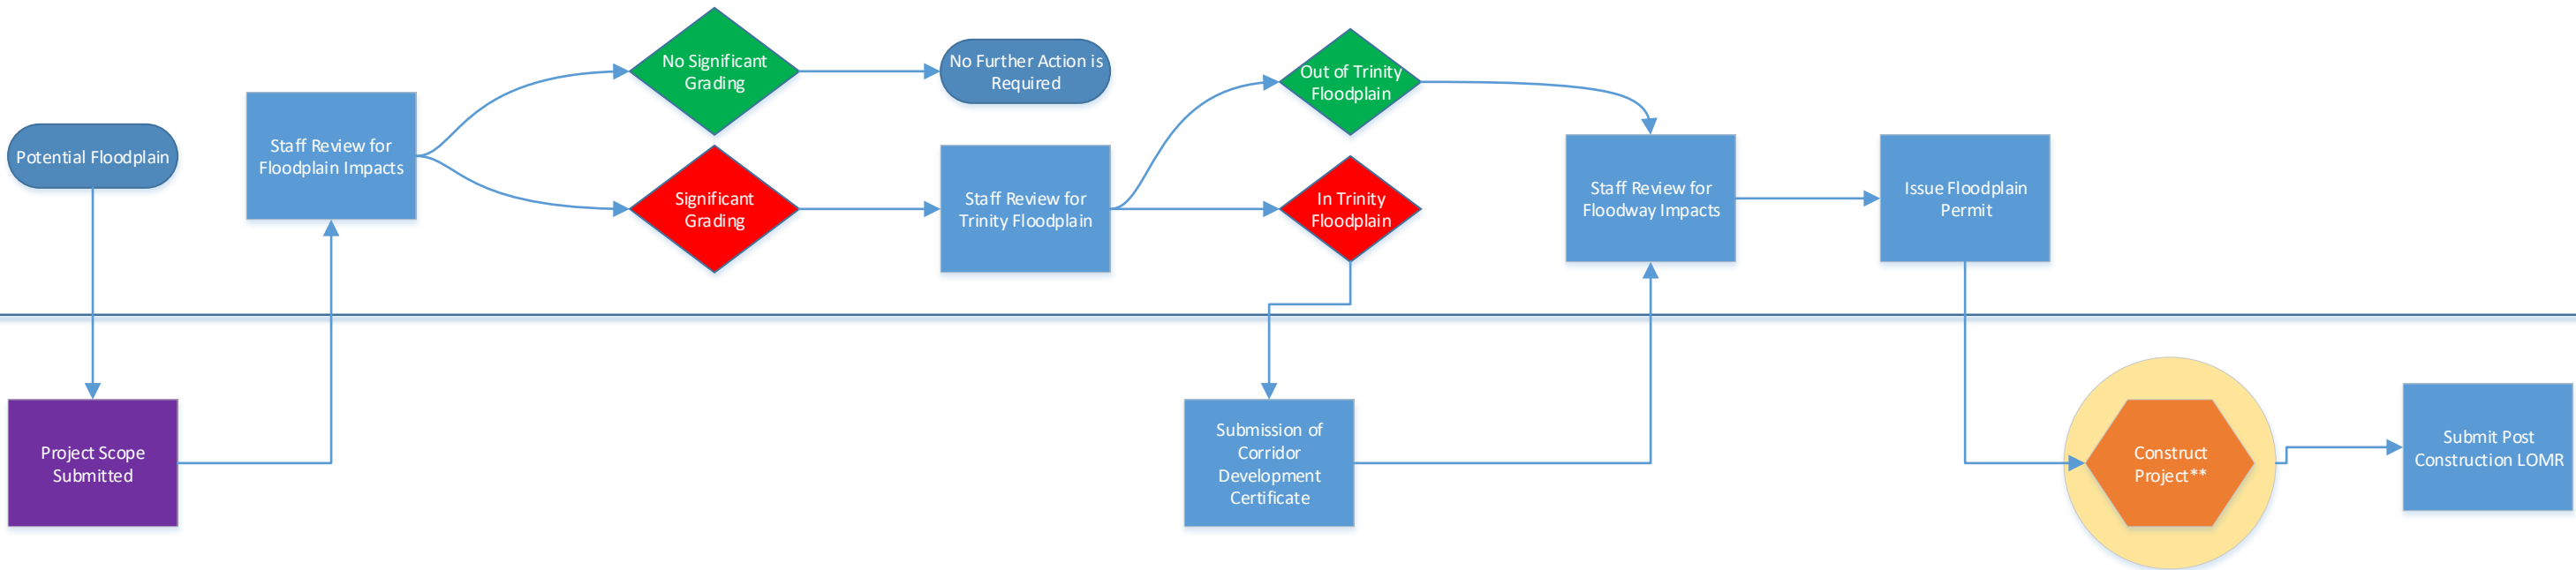 Potential Floodplain
Project Scope
Submitted
Staff Review for
Floodplain Impacts
No Significant
Grading
No Further Action is
Required
Significant
Grading
Staff Review for
Trinity Floodplain
Out of Trinity
Floodplain
In Trinity
Floodplain
Submission of
Corridor
Development
Certificate
Staff Review for
Floodway Impacts
Issue Floodplain
Permit
Construct
Project**
Submit Post
Construction LOMR